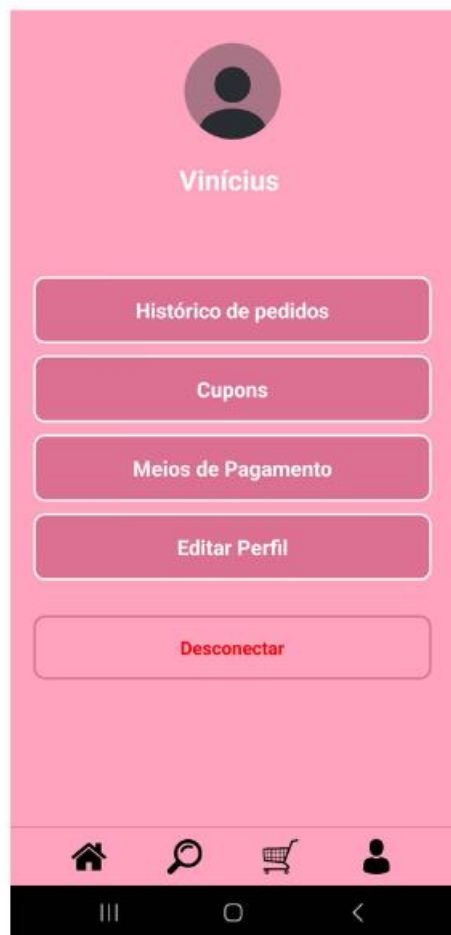 Vinícius
Histórico de pedidos
Cupons
Meios de Pagamento
Editar Perfil
Desconectar